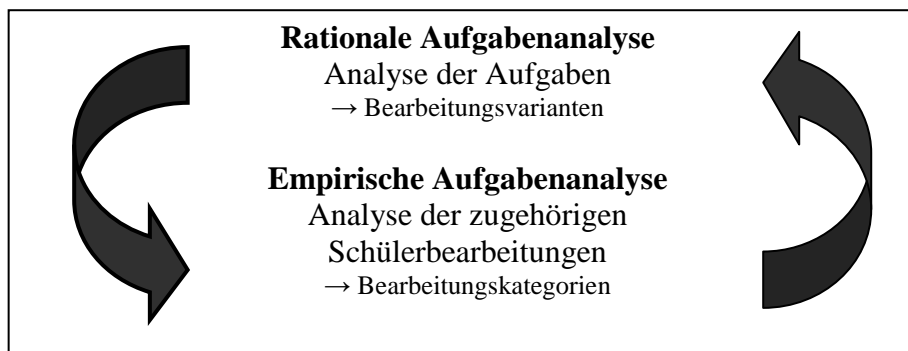 Rationale Aufgabenanalyse
Analyse der Aufgaben
→ Bearbeitungsvarianten
Empirische Aufgabenanalyse
Analyse der zugehörigen
Schülerbearbeitungen
→ Bearbeitungskategorien